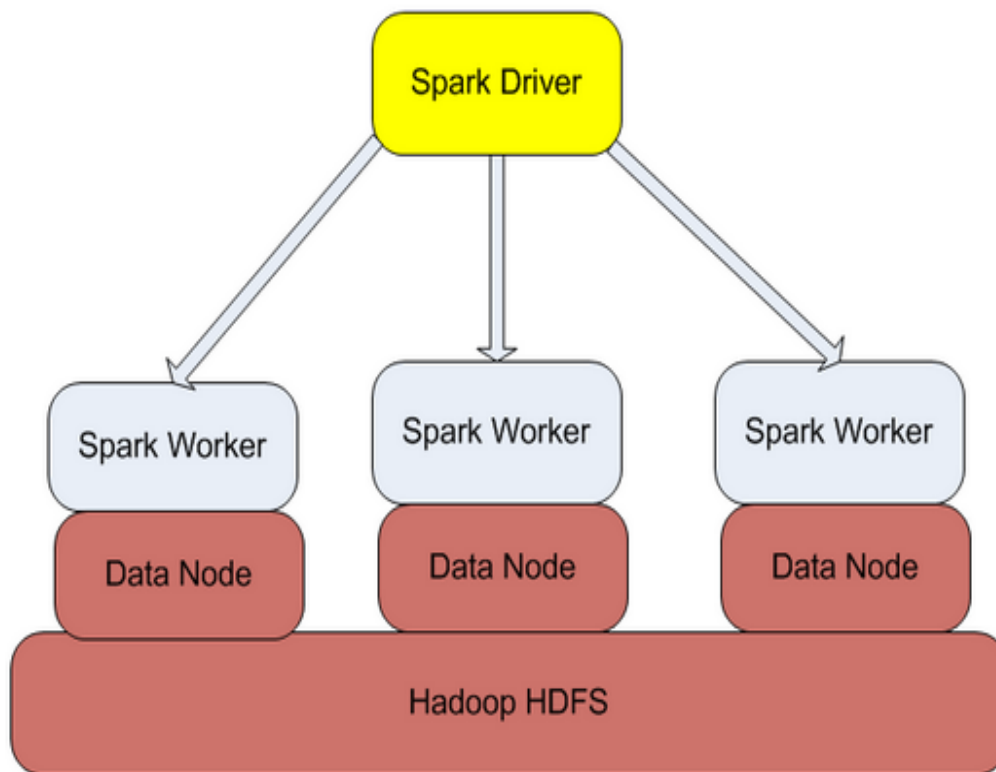 Spark Driver
Spark Worker
Spark Worker
Spark Worker
Data Node
Data Node
Data Node
Hadoop HDFS